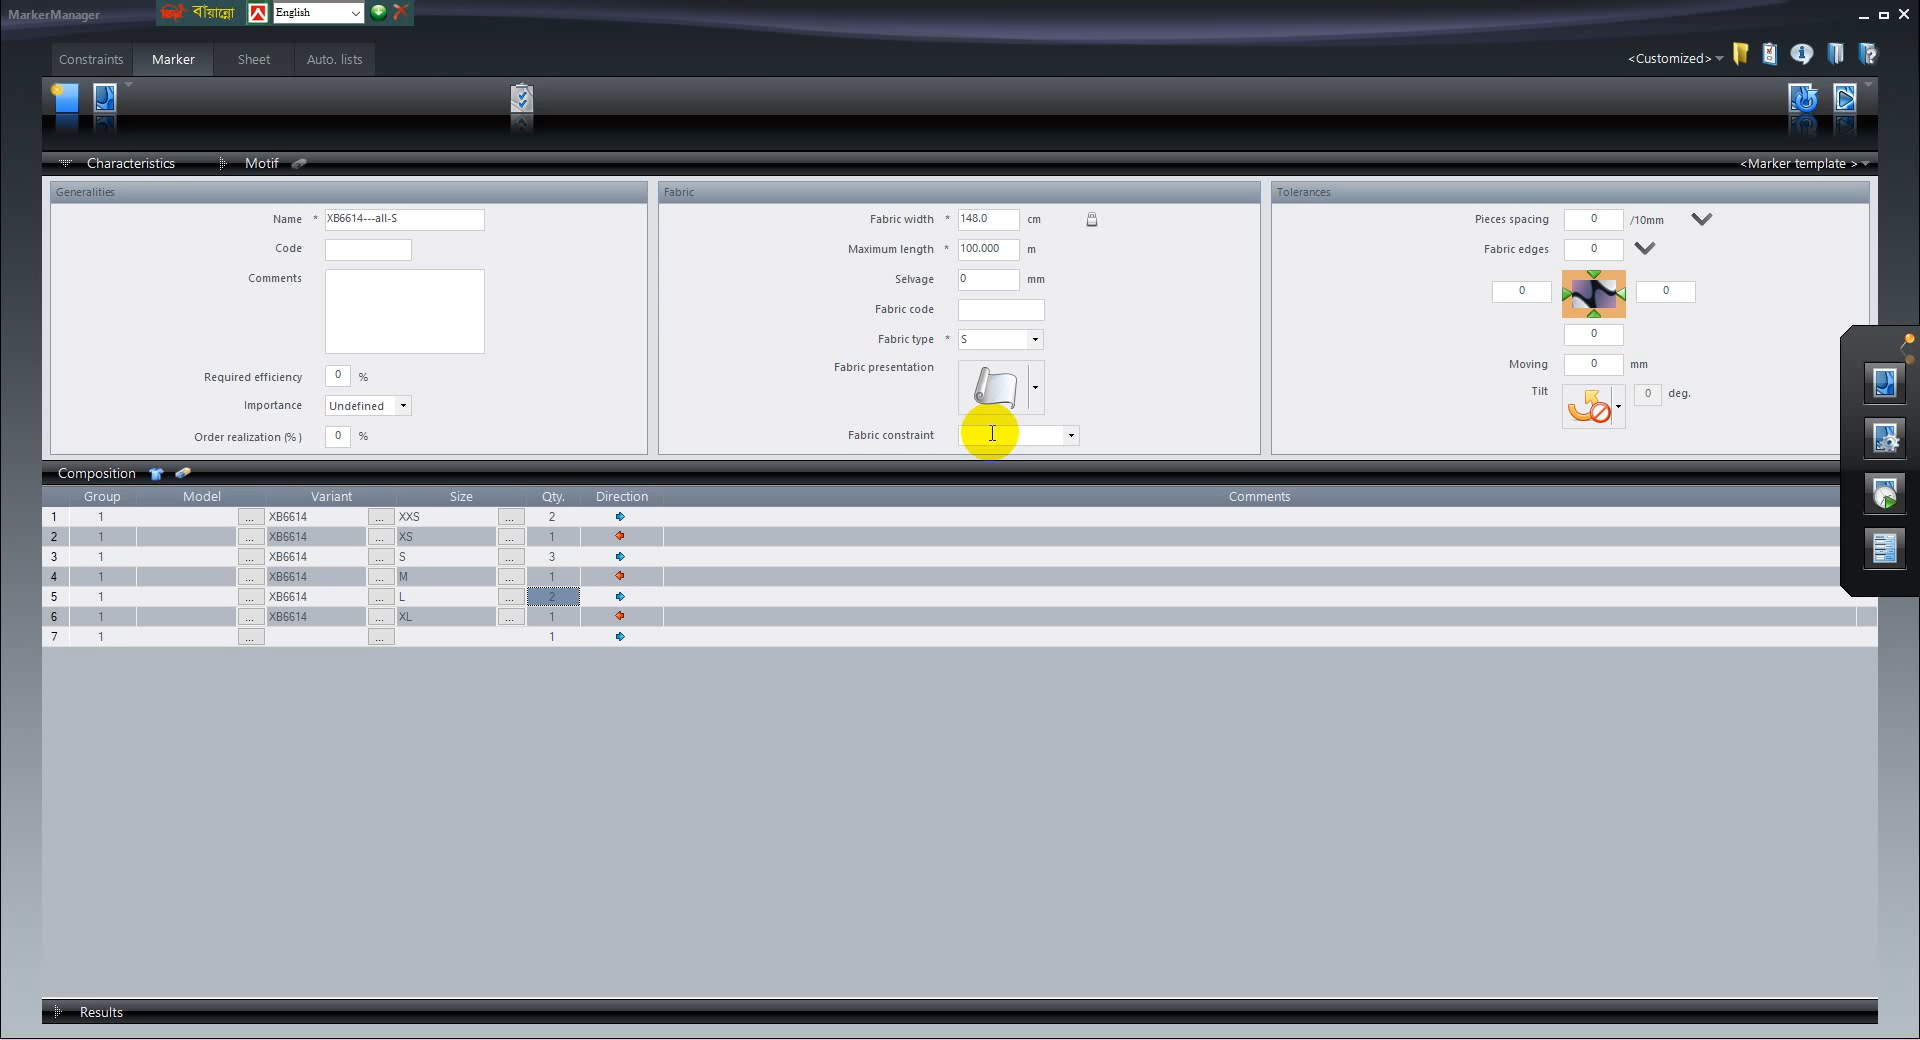 MarkerManager বায়ান্নো English
Constraints Marker Sheet Auto. lists <Customized>
Characteristics Motif <Marker template >
Generalities Fabric Tolerances
Name * XB6614---all-S Fabric width * 148.0 cm Pieces spacing 0 /10mm
Code Maximum length * 100.000 m Fabric edges 0
Comments Selvage 0 mm 0 0
Fabric code
Fabric type * S 0
Fabric presentation Moving 0 mm
Required efficiency 0 % Tilt 0 deg.
Importance Undefined
Order realization (% ) 0 % Fabric constraint
Composition
Group Model Variant Size Qty. Direction Comments
1 1 ... XB6614 ... XXS ... 2
2 1 ... XB6614 ... XS ... 1
3 1 ... XB6614 ... S ... 3
4 1 ... XB6614 ... M ... 1
5 1 ... XB6614 ... L ... 2
6 1 ... XB6614 ... XL ... 1
7 1 ... ... 1
Results